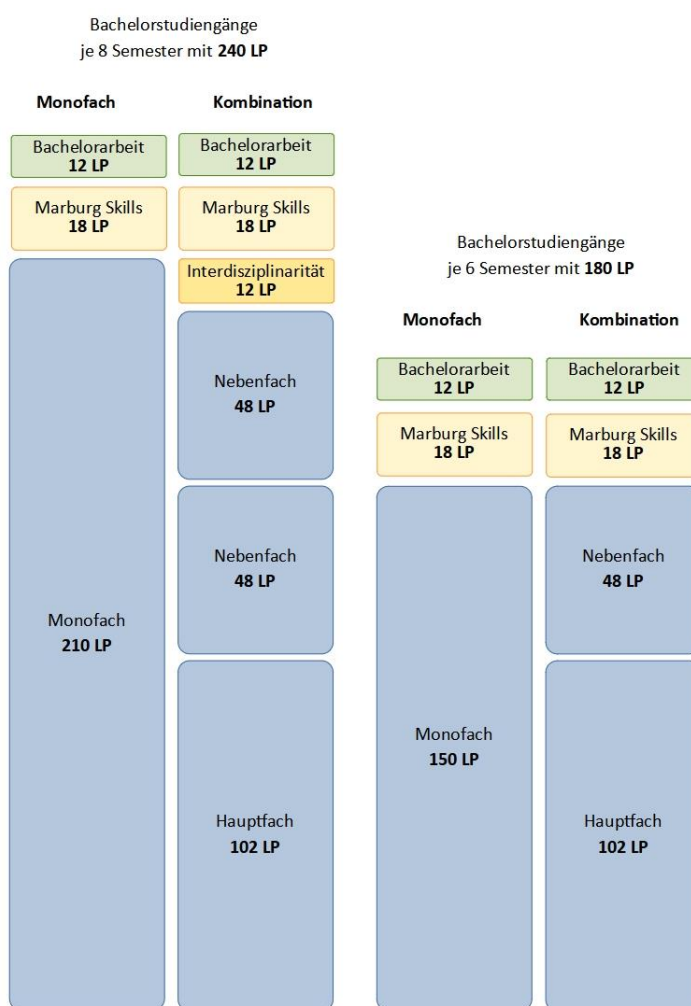 Bachelorstudiengänge
je 8 Semester mit 240 LP
Monofach
Kombination
Bachelorarbeit
12 LP
Bachelorarbeit
12 LP
Marburg Skills
18 LP
Marburg Skills
18 LP
Interdisziplinarität
12 LP
Nebenfach
48 LP
Nebenfach
48 LP
Monofach
210 LP
Hauptfach
102 LP
Bachelorstudiengänge
je 6 Semester mit 180 LP
Monofach
Kombination
Bachelorarbeit
12 LP
Bachelorarbeit
12 LP
Marburg Skills
18 LP
Marburg Skills
18 LP
Nebenfach
48 LP
Monofach
150 LP
Hauptfach
102 LP